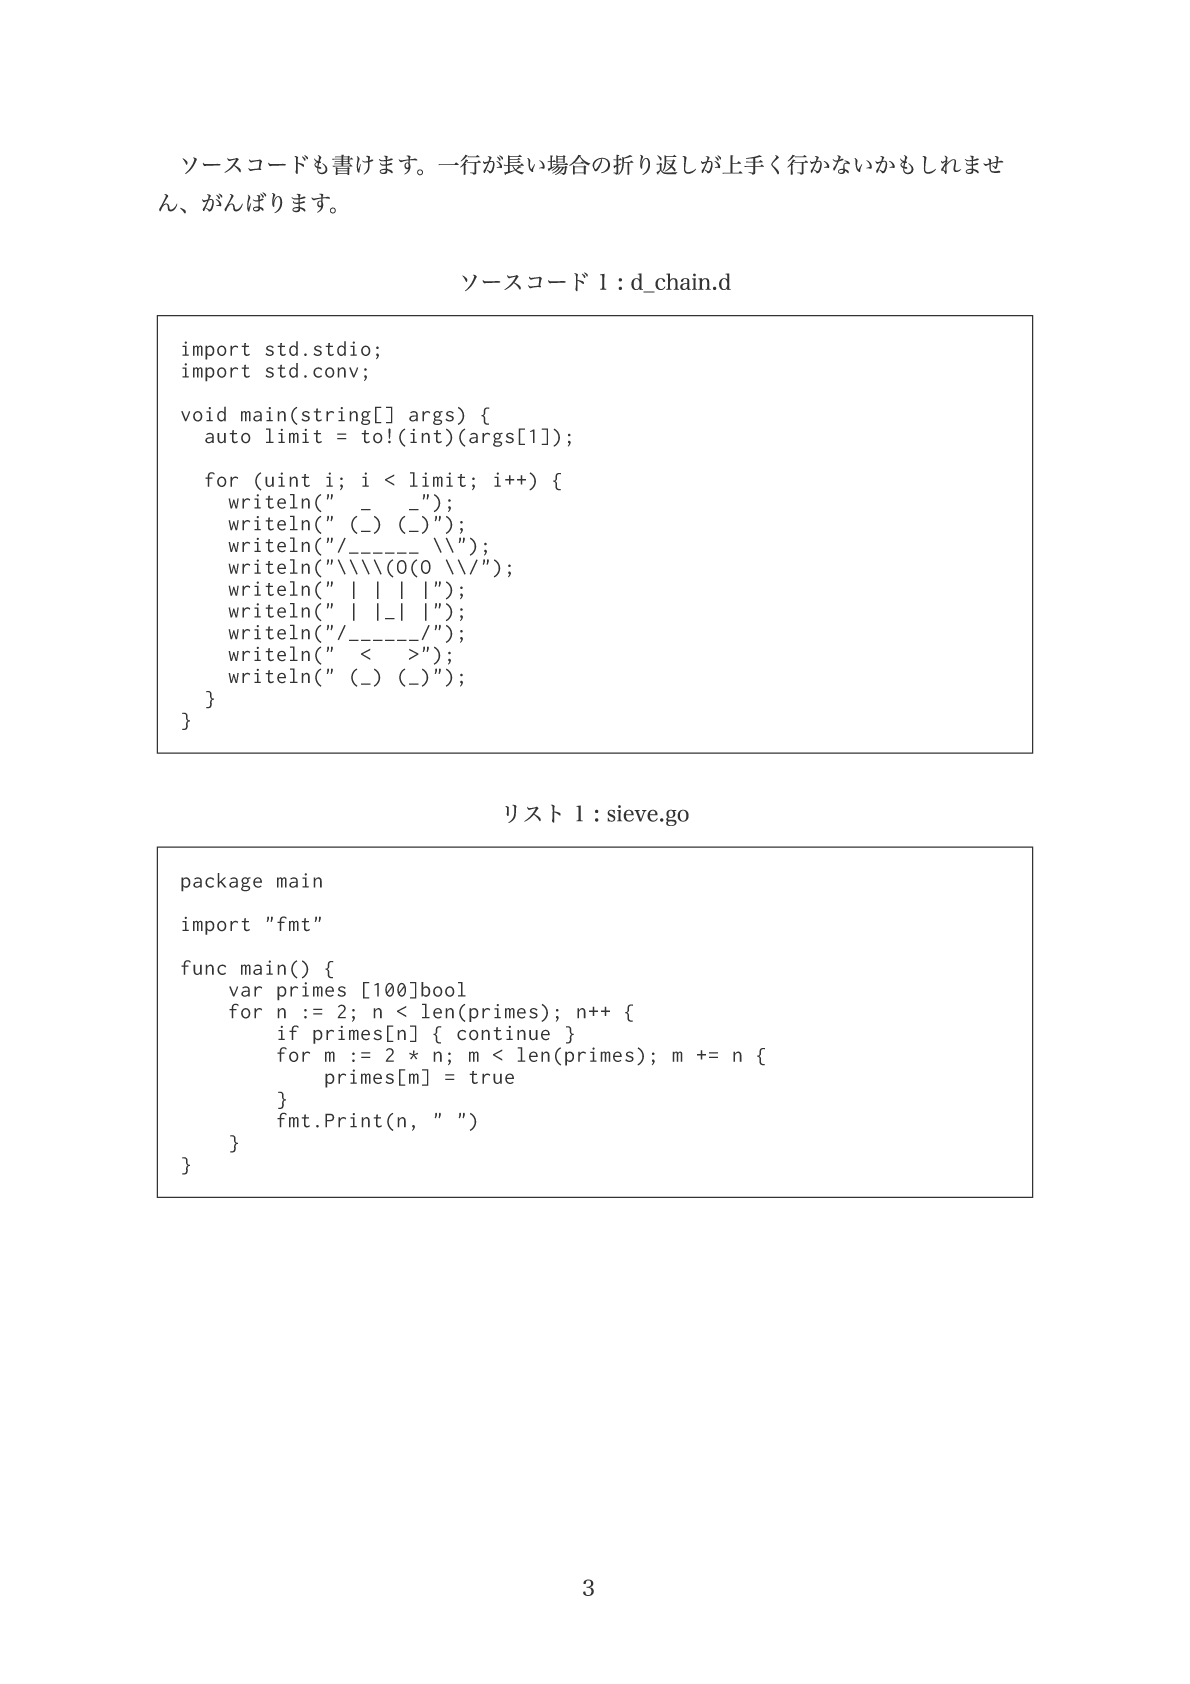 ソースコードも書けます。一行が長い場合の折り返しが上手く行かないかもしれませ
ん、がんばります。
ソースコード 1 : d_chain.d
import std.stdio;
import std.conv;

void main(string[] args) {
  auto limit = to!(int)(args[1]);

  for (uint i; i < limit; i++) {
    writeln("  _   _");
    writeln(" (_) (_)");
    writeln("/______ \\");
    writeln("\\\\(O(O \\/");
    writeln(" | | | |");
    writeln(" | |_| |");
    writeln("/______/");
    writeln("  <   >");
    writeln(" (_) (_)");
  }
}
リスト 1 : sieve.go
package main

import "fmt"

func main() {
    var primes [100]bool
    for n := 2; n < len(primes); n++ {
        if primes[n] { continue }
        for m := 2 * n; m < len(primes); m += n {
            primes[m] = true
        }
        fmt.Print(n, " ")
    }
}
3